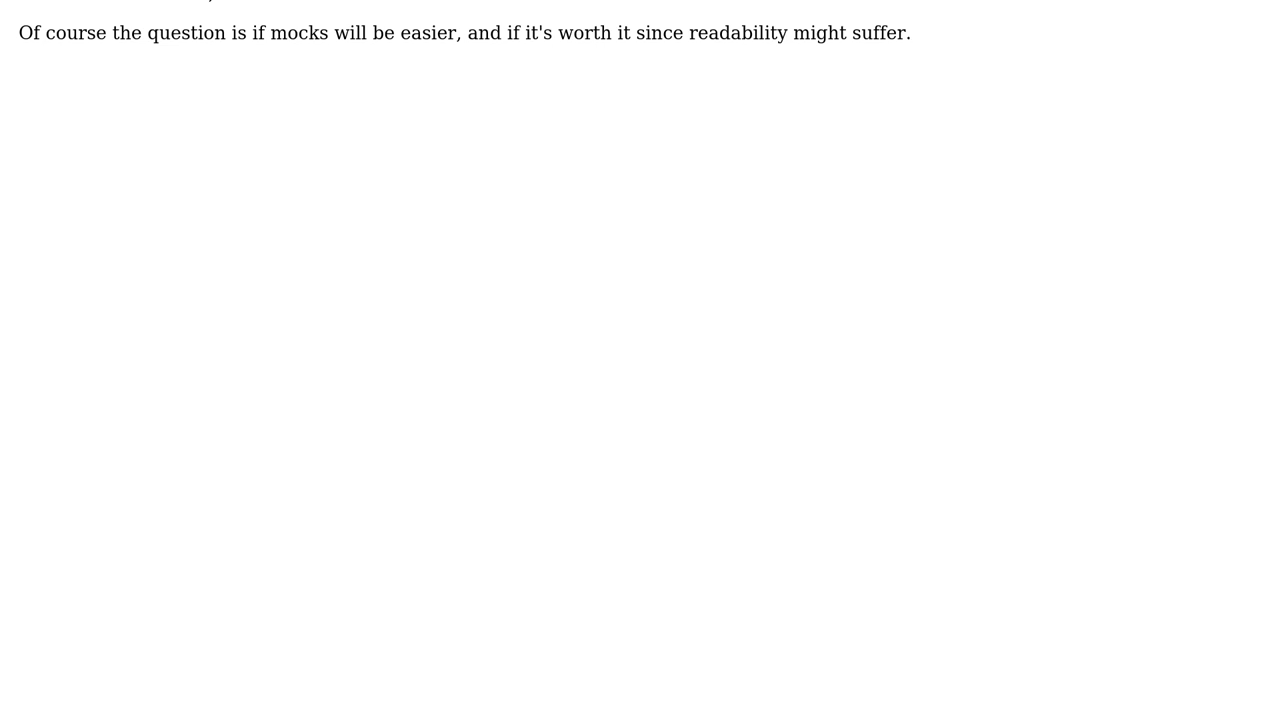 Of course the question is if mocks will be easier, and if it's worth it since readability might suffer.